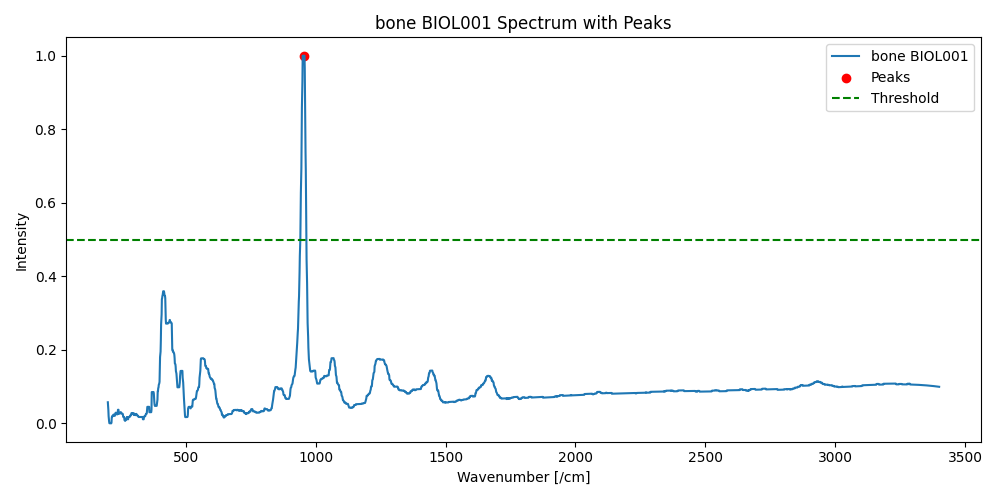 bone BIOL001 Spectrum with Peaks
bone BIOL001
Peaks
Threshold
Intensity
1.0
0.8
0.6
0.4
0.2
0.0
500
1000
1500
2000
2500
3000
3500
Wavenumber [/cm]